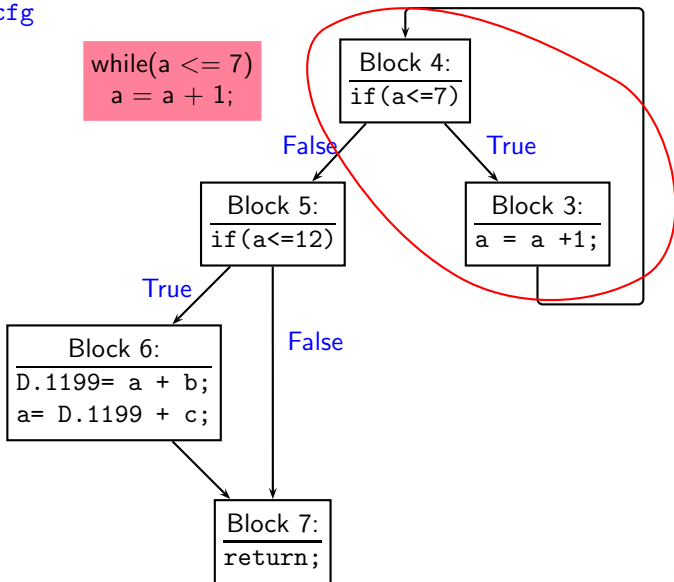 cfg
while(a <= 7)
a = a + 1;
Block 4:
if(a<=7)
False
True
Block 5:
if(a<=12)
Block 3:
a = a +1;
True
False
Block 6:
D.1199= a + b;
a= D.1199 + c;
Block 7:
return;